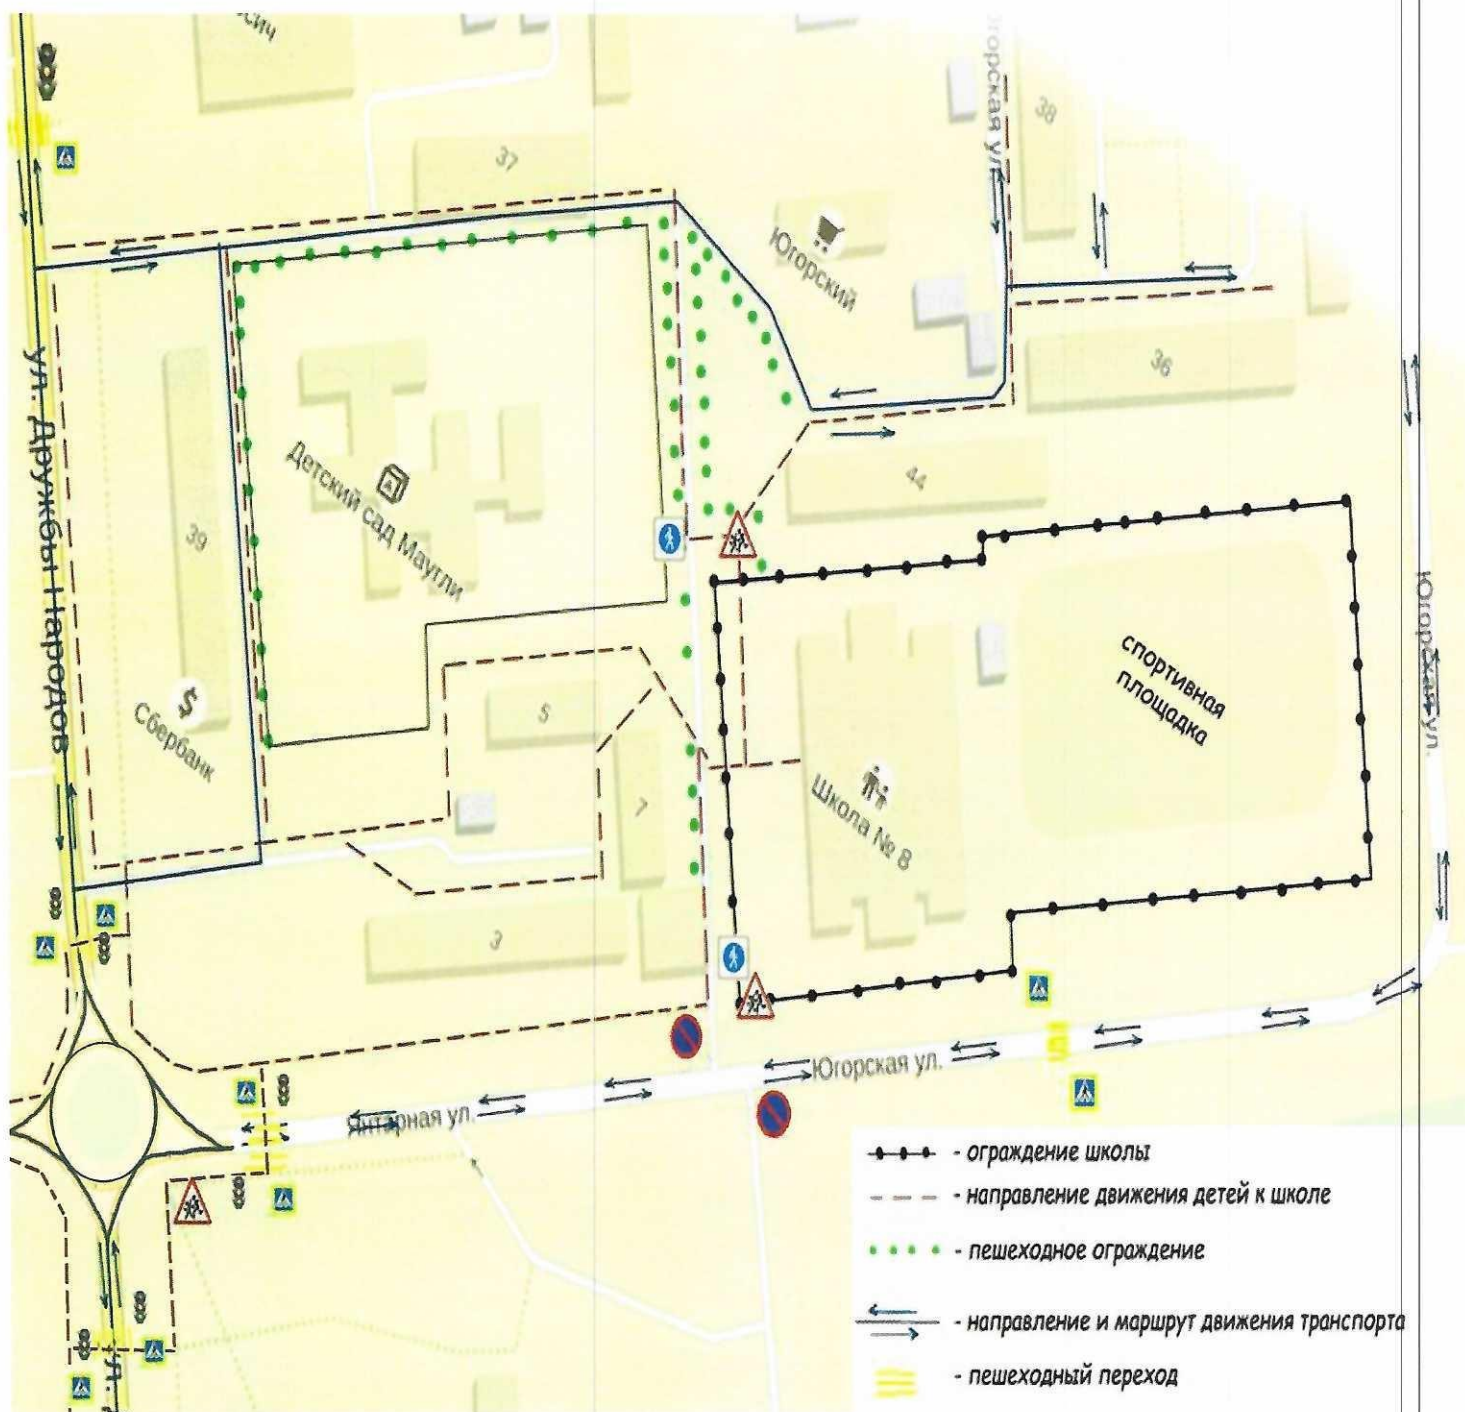 37
38
Югорский
36
ул. Дружбы Народов
Детский сад Маугли
39
44
Сбербанк
5
7
3
Школа № 8
спортивная
площадка
Югорская ул.
Югорская ул.
Янтарная ул.
- ограждение школы
- направление движения детей к школе
- пешеходное ограждение
- направление и маршрут движения транспорта
- пешеходный переход